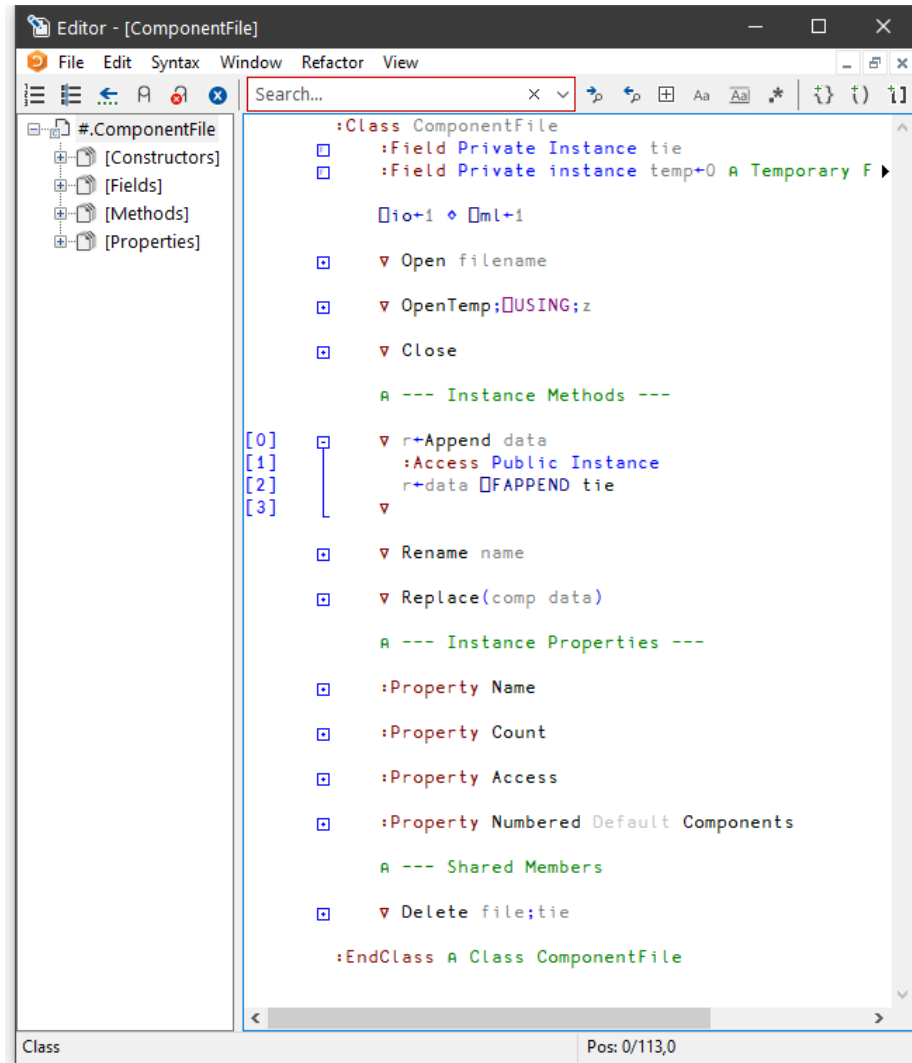 Editor - [ComponentFile]
File Edit Syntax Window Refactor View
Search...
#.ComponentFile
[Constructors]
[Fields]
[Methods]
[Properties]
:Class ComponentFile
:Field Private Instance tie
:Field Private instance temp←0 ⍝ Temporary F
⎕io←1 ⋄ ⎕ml←1
∇ Open filename
∇ OpenTemp;⎕USING;z
∇ Close
⍝ --- Instance Methods ---
[0] ∇ r←Append data
[1] :Access Public Instance
[2] r←data ⎕FAPPEND tie
[3] ∇
∇ Rename name
∇ Replace(comp data)
⍝ --- Instance Properties ---
:Property Name
:Property Count
:Property Access
:Property Numbered Default Components
⍝ --- Shared Members
∇ Delete file;tie
:EndClass ⍝ Class ComponentFile
Class Pos: 0/113,0